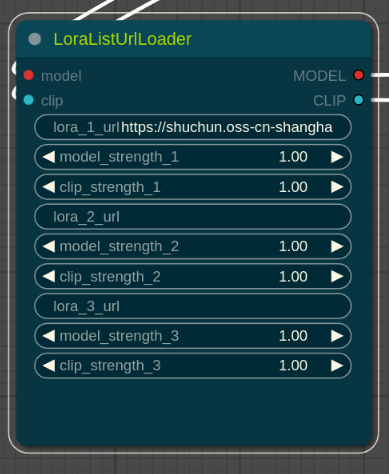 LoraListUrlLoader
model MODEL
clip CLIP
lora_1_url https://shuchun.oss-cn-shangha
model_strength_1 1.00
clip_strength_1 1.00
lora_2_url
model_strength_2 1.00
clip_strength_2 1.00
lora_3_url
model_strength_3 1.00
clip_strength_3 1.00